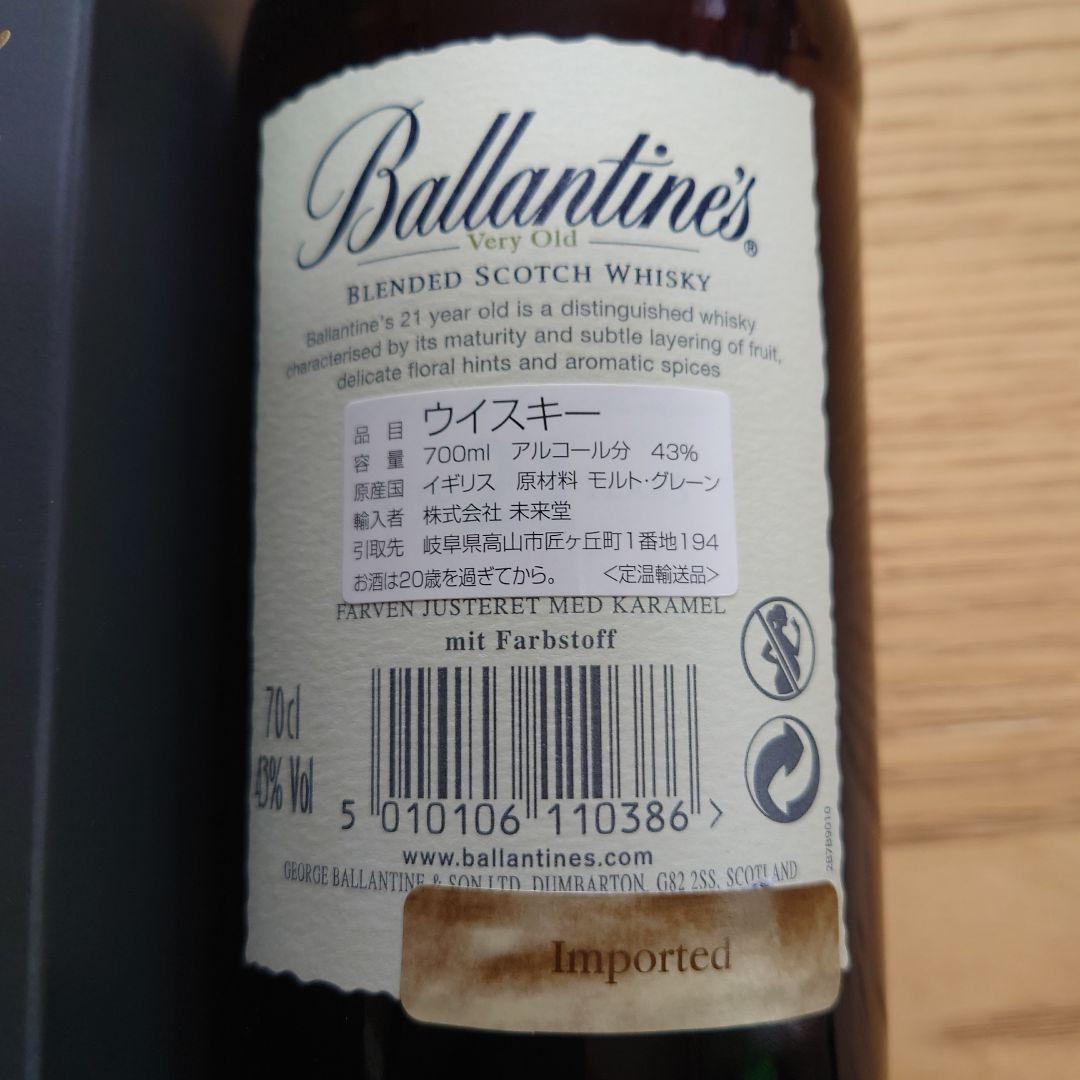 Ballantine's®
Very Old
BLENDED SCOTCH WHISKY
Ballantine's 21 year old is a distinguished whisky
characterised by its maturity and subtle layering of fruit,
delicate floral hints and aromatic spices
品目 ウイスキー
容量 700ml アルコール分 43%
原産国 イギリス 原材料 モルト・グレーン
輸入者 株式会社 未来堂
引取先 岐阜県高山市匠ヶ丘町1番地194
お酒は20歳を過ぎてから。 <定温輸送品>
FARVEN JUSTERET MED KARAMEL
mit Farbstoff
70cl
43% Vol
5 010106 110386 >
www.ballantines.com
GEORGE BALLANTINE & SON LTD, DUMBARTON, G82 2SS, SCOTLAND
2B7B9010
Imported